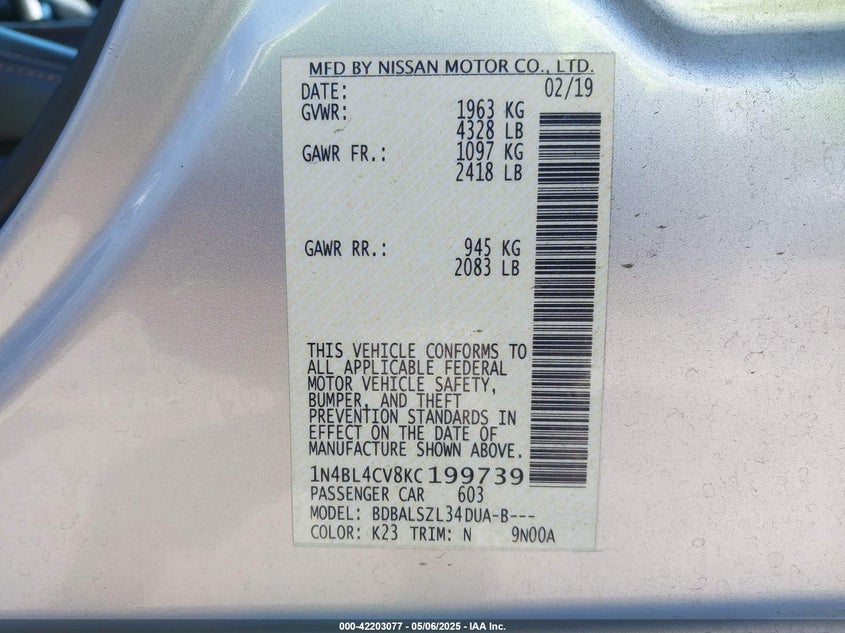 MFD BY NISSAN MOTOR CO., LTD.
DATE: 02/19
GVWR: 1963 KG
4328 LB
GAWR FR.: 1097 KG
2418 LB
GAWR RR.: 945 KG
2083 LB
THIS VEHICLE CONFORMS TO
ALL APPLICABLE FEDERAL
MOTOR VEHICLE SAFETY,
BUMPER, AND THEFT
PREVENTION STANDARDS IN
EFFECT ON THE DATE OF
MANUFACTURE SHOWN ABOVE.
1N4BL4CV8KC199739
PASSENGER CAR 603
MODEL: BDBALSZL34DUA-B---
COLOR: K23 TRIM: N 9N00A
000-42203077 - 05/06/2025 - IAA Inc.